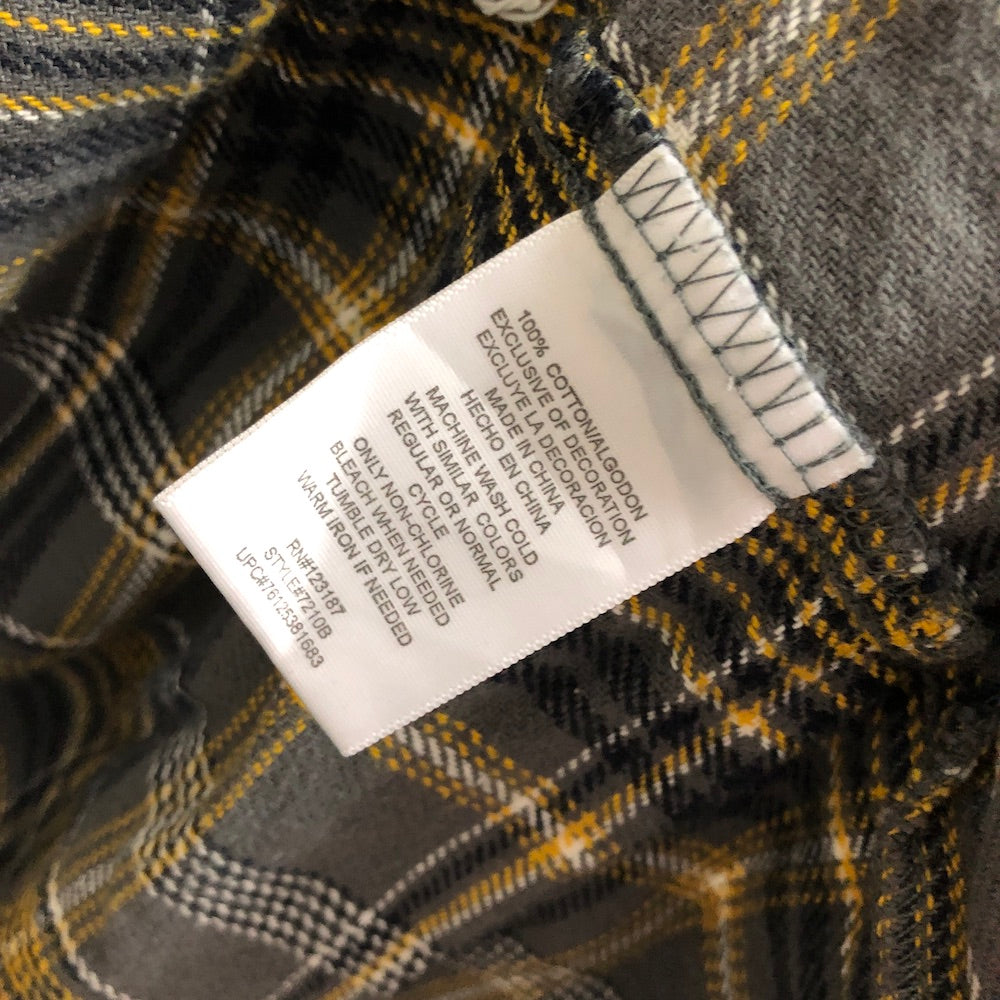 100% COTTON/ALGODON
EXCLUSIVE OF DECORATION
EXCLUYE LA DECORACION
MADE IN CHINA
HECHO EN CHINA
MACHINE WASH COLD
WITH SIMILAR COLORS
REGULAR OR NORMAL
CYCLE
ONLY NON-CHLORINE
BLEACH WHEN NEEDED
TUMBLE DRY LOW
WARM IRON IF NEEDED
RN#123187
STYLE#7210B
UPC#76125381683